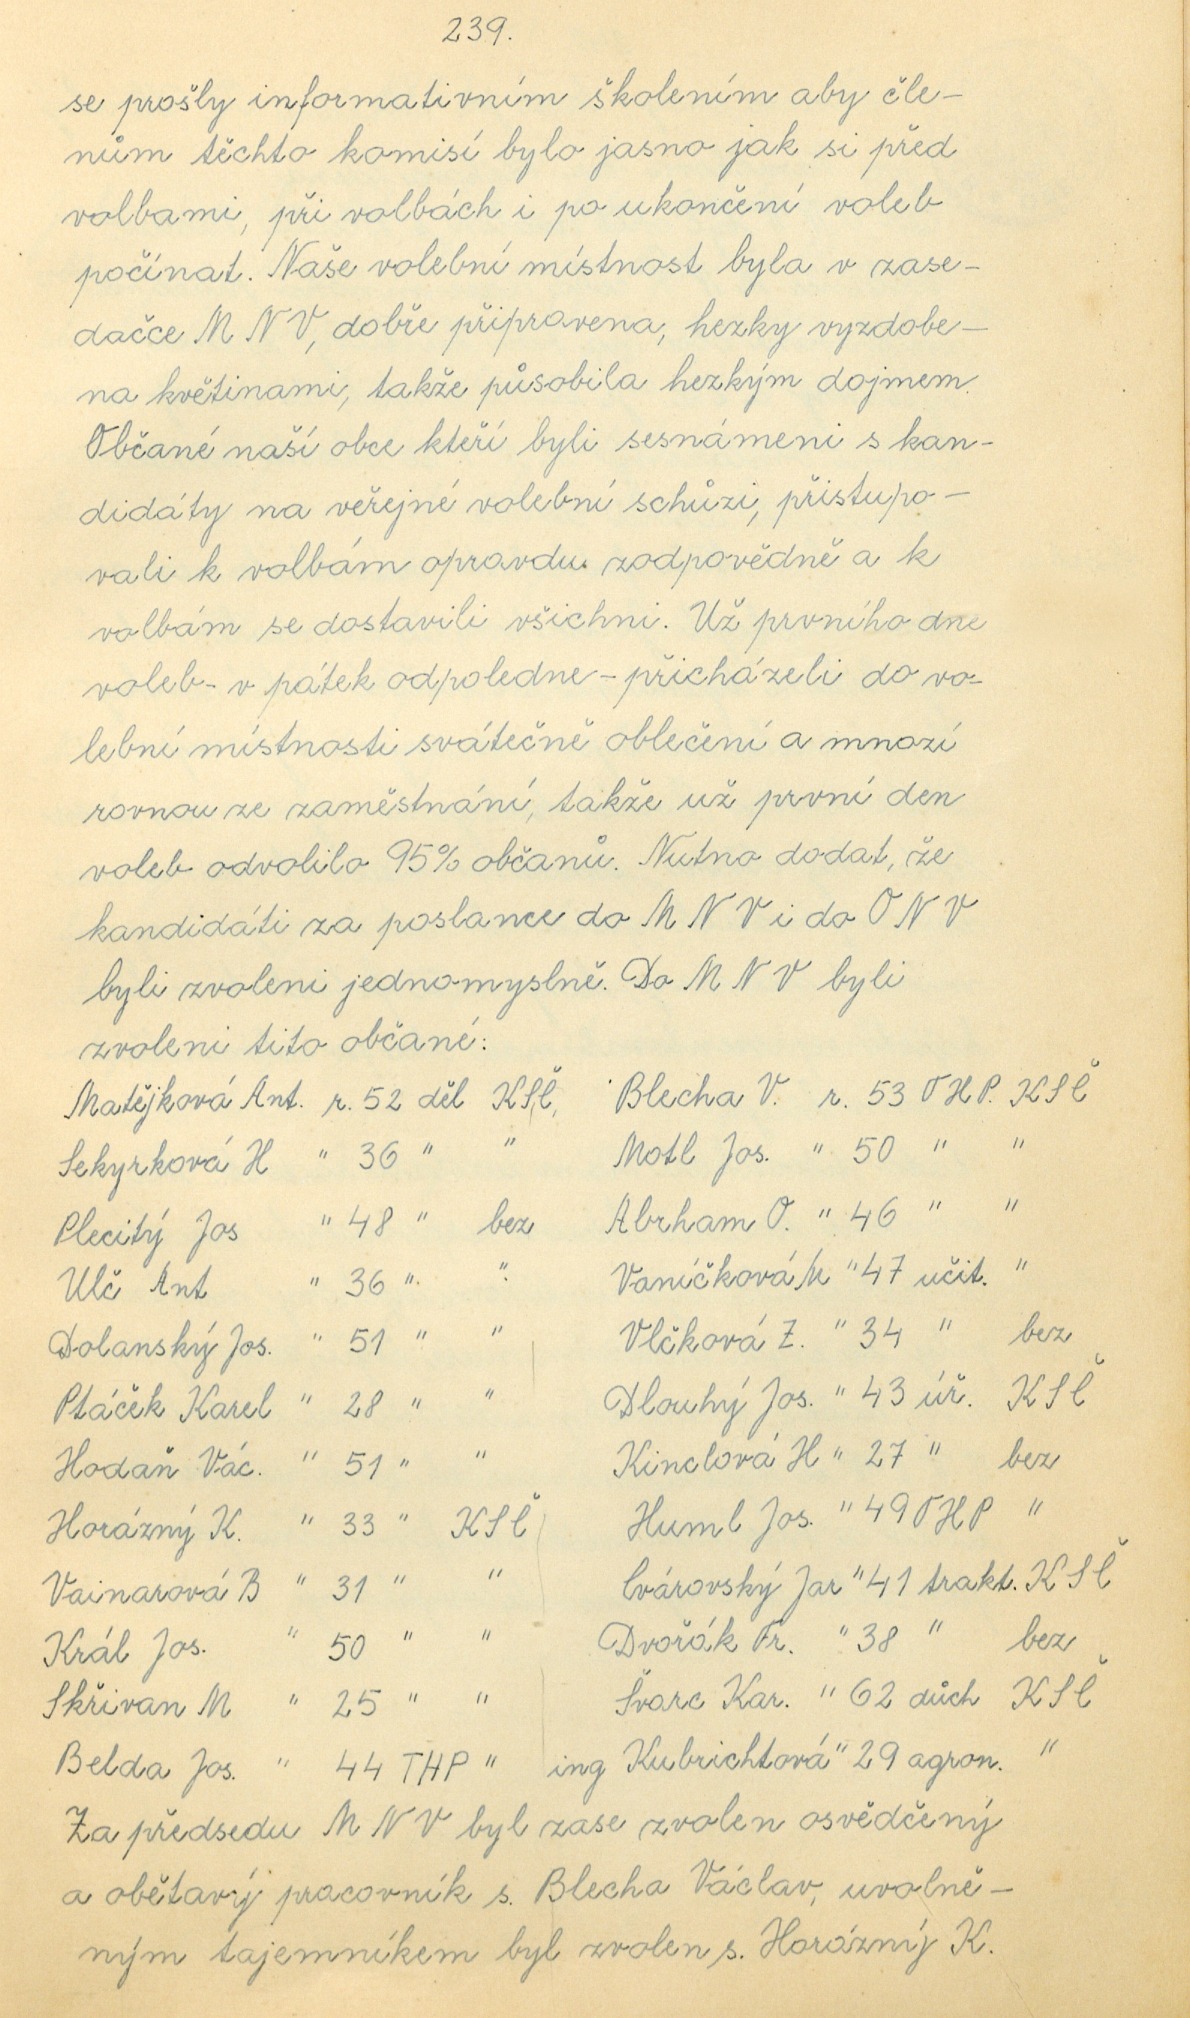 239.
se prošly informativním školením aby čle-
nům těchto komisí bylo jasno jak si před
volbami, při volbách i po ukončení voleb
počínat. Naše volební místnost byla v zase-
dačce M N V, dobře připravena, hezky vyzdobe-
na květinami, takže působila hezkým dojmem.
Občané naší obce kteří byli sesnámeni s kan-
didáty na veřejné volební schůzi, přistupo-
vali k volbám opravdu zodpovědně a k
volbám se dostavili všichni. Už prvního dne
voleb - v pátek odpoledne - přicházeli do vo-
lební místnosti svátečně oblečení a mnozí
rovnou ze zaměstnání, takže už první den
voleb odvolilo 95% občanů. Nutno dodat, že
kandidáti za poslance do M N V i do O N V
byli zvoleni jednomyslně. Do M N V byli
zvoleni tito občané:
Matějková Ant. r. 52 děl KSČ, Blecha V. r. 53 THP. KSČ
Sekyrková H " 36 " " Motl Jos. " 50 " "
Plecitý Jos " 48 " bez Abrham O. " 46 " "
Ulč Ant " 36 " " Vaníčková M " 47 učit. "
Dolanský Jos. " 51 " " Vlčková Z. " 34 " bez
Ptáček Karel " 28 " " Dlouhý Jos. " 43 úř. KSČ
Hodaň Vác. " 51 " " Kinclová H " 27 " bez
Horázný K. " 33 " KSČ Huml Jos. " 49 THP "
Vainarová B " 31 " " Cvárovský Jar " 41 trakt. KSČ
Král Jos. " 50 " " Dvořák Fr. " 38 " bez
Skřivan M " 25 " " Švarc Kar. " 62 důch KSČ
Belda Jos. " 44 THP " ing Kubrichtová " 29 agron. "
Za předsedu M N V byl zase zvolen osvědčený
a obětavý pracovník s. Blecha Václav, uvolně-
ným tajemníkem byl zvolen s. Horázný K.